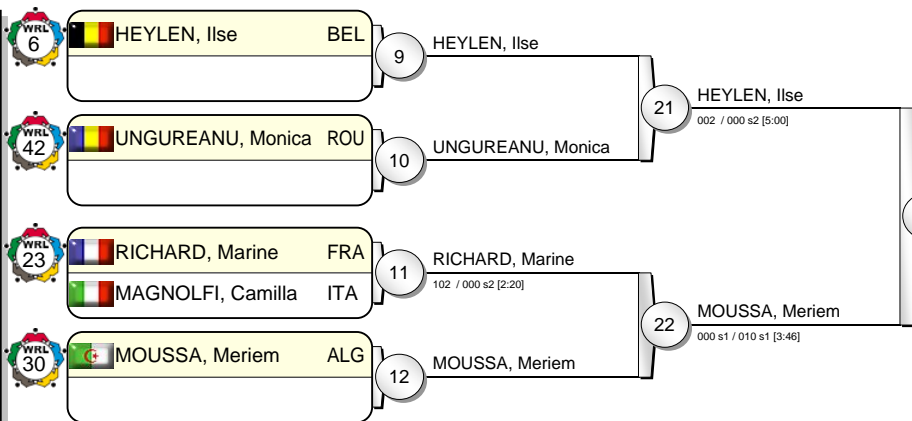 WRL
6
HEYLEN, Ilse BEL
9
HEYLEN, Ilse
21
HEYLEN, Ilse
002 / 000 s2 [5:00]
WRL
42
UNGUREANU, Monica ROU
10
UNGUREANU, Monica
WRL
23
RICHARD, Marine FRA
MAGNOLFI, Camilla ITA
11
RICHARD, Marine
102 / 000 s2 [2:20]
22
MOUSSA, Meriem
000 s1 / 010 s1 [3:46]
WRL
30
MOUSSA, Meriem ALG
12
MOUSSA, Meriem